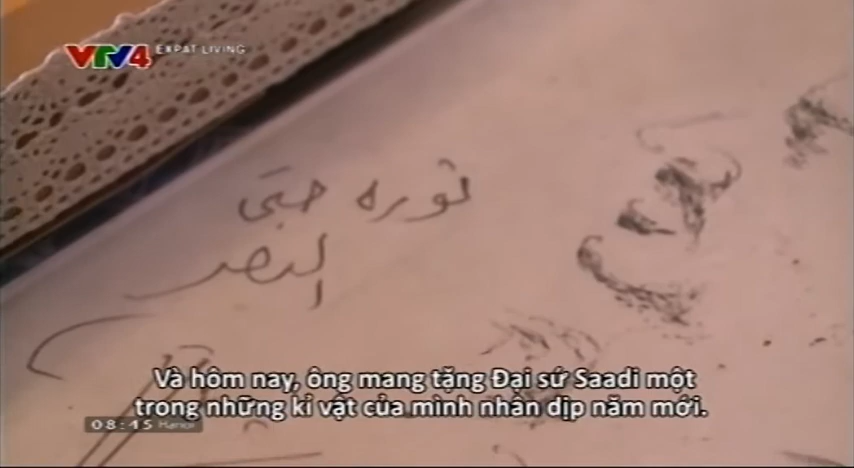 VTV4 EXPAT LIVING
ثورة حتى
النصر
Và hôm nay, ông mang tặng Đại sứ Saadi một
trong những kỉ vật của mình nhân dịp năm mới.
08:45 Hanoi